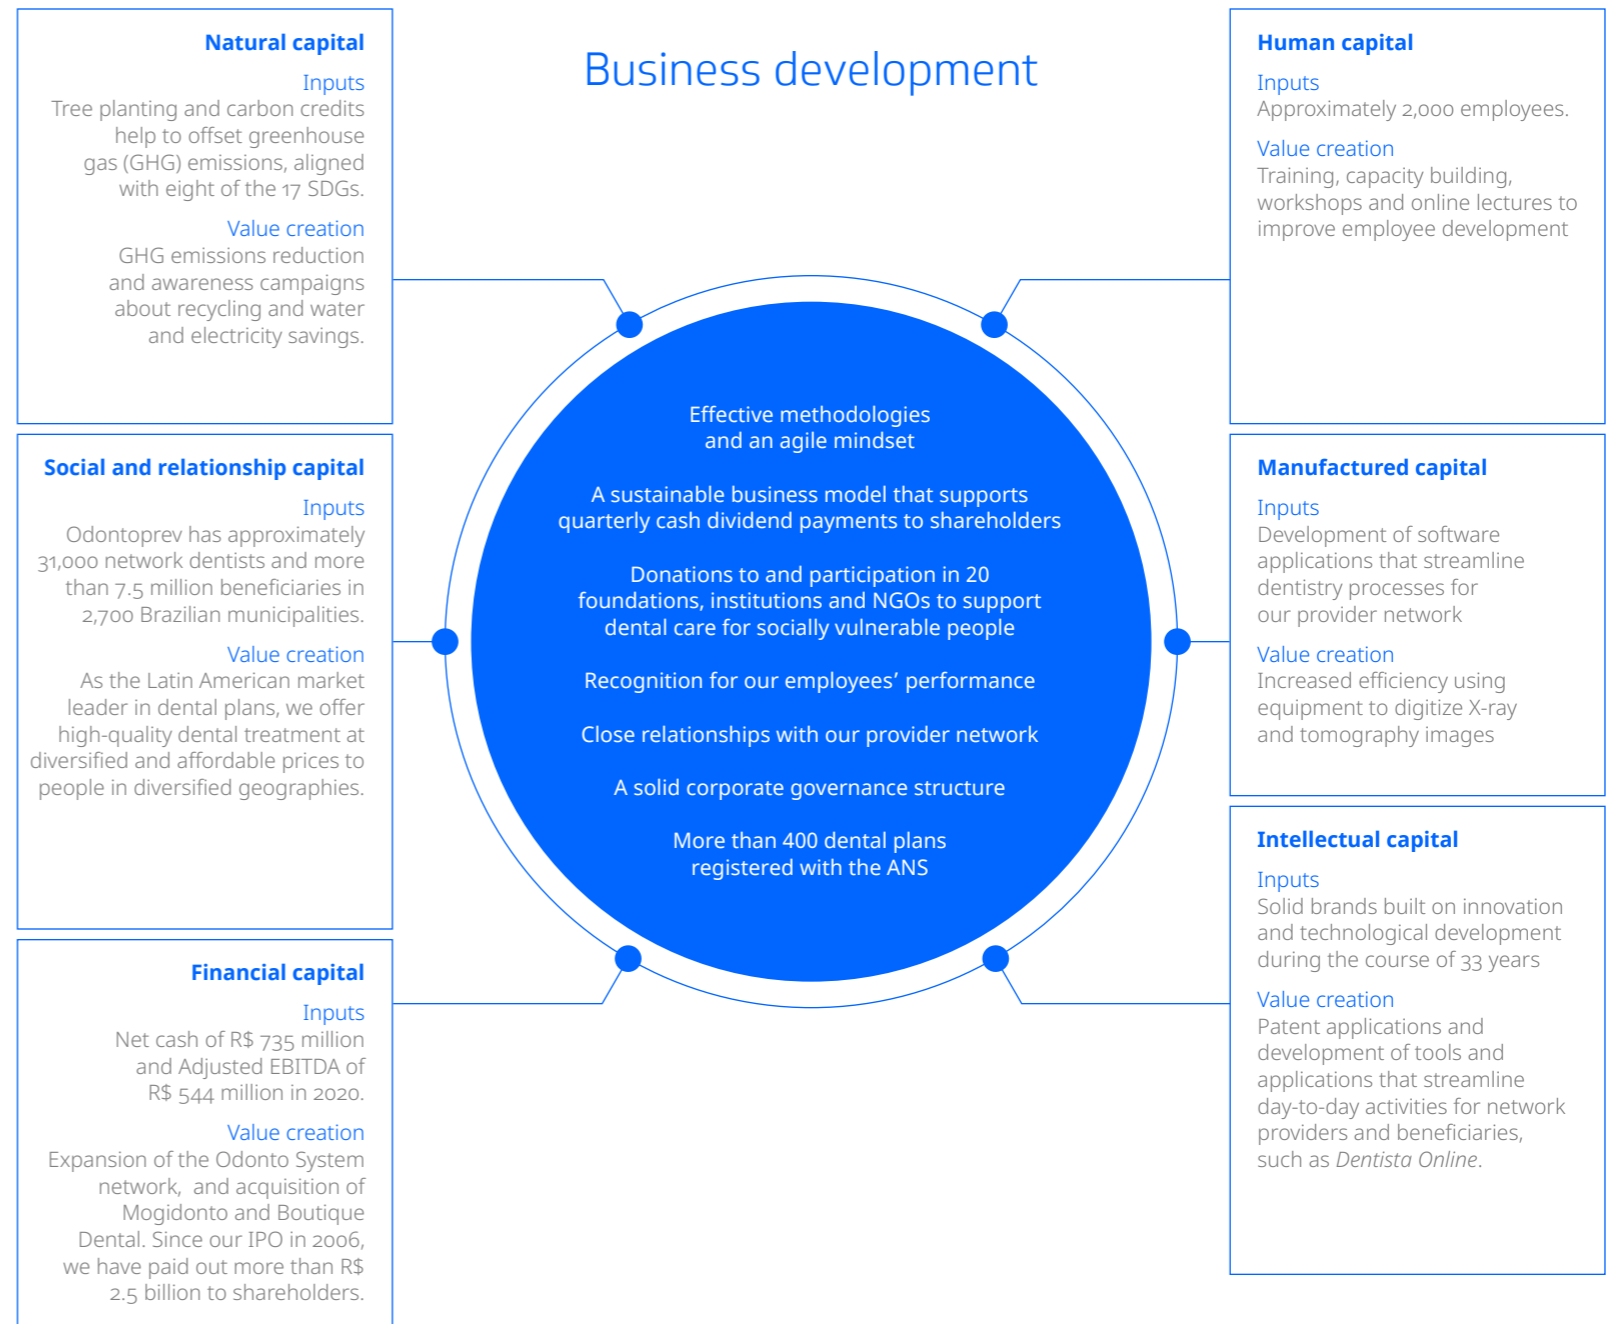 Business development
Natural capital
Inputs
Tree planting and carbon credits
help to offset greenhouse
gas (GHG) emissions, aligned
with eight of the 17 SDGs.
Value creation
GHG emissions reduction
and awareness campaigns
about recycling and water
and electricity savings.
Social and relationship capital
Inputs
Odontoprev has approximately
31,000 network dentists and more
than 7.5 million beneficiaries in
2,700 Brazilian municipalities.
Value creation
As the Latin American market
leader in dental plans, we offer
high-quality dental treatment at
diversified and affordable prices to
people in diversified geographies.
Financial capital
Inputs
Net cash of R$ 735 million
and Adjusted EBITDA of
R$ 544 million in 2020.
Value creation
Expansion of the Odonto System
network, and acquisition of
Mogidonto and Boutique
Dental. Since our IPO in 2006,
we have paid out more than R$
2.5 billion to shareholders.
Effective methodologies
and an agile mindset
A sustainable business model that supports
quarterly cash dividend payments to shareholders
Donations to and participation in 20
foundations, institutions and NGOs to support
dental care for socially vulnerable people
Recognition for our employees’ performance
Close relationships with our provider network
A solid corporate governance structure
More than 400 dental plans
registered with the ANS
Human capital
Inputs
Approximately 2,000 employees.
Value creation
Training, capacity building,
workshops and online lectures to
improve employee development
Manufactured capital
Inputs
Development of software
applications that streamline
dentistry processes for
our provider network
Value creation
Increased efficiency using
equipment to digitize X-ray
and tomography images
Intellectual capital
Inputs
Solid brands built on innovation
and technological development
during the course of 33 years
Value creation
Patent applications and
development of tools and
applications that streamline
day-to-day activities for network
providers and beneficiaries,
such as Dentista Online.